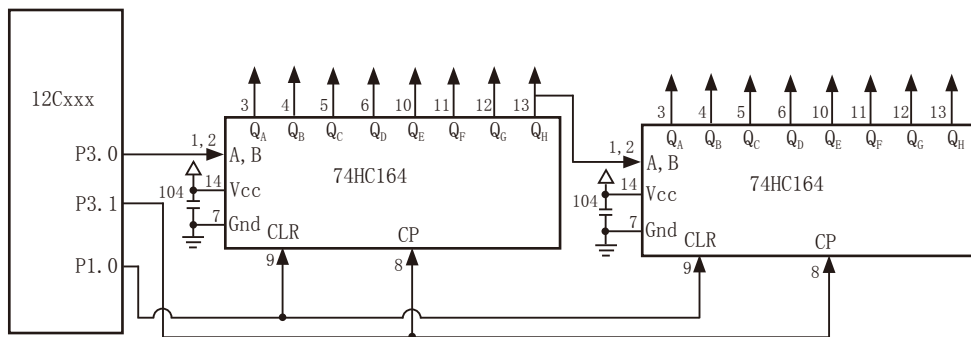 12Cxxx
P3.0
P3.1
P1.0
3 4 5 6 10 11 12 13
QA QB QC QD QE QF QG QH
1,2
A,B
74HC164
14
Vcc
104
7
Gnd
CLR
CP
9
8
3 4 5 6 10 11 12 13
QA QB QC QD QE QF QG QH
1,2
A,B
74HC164
14
Vcc
104
7
Gnd
CLR
CP
9
8